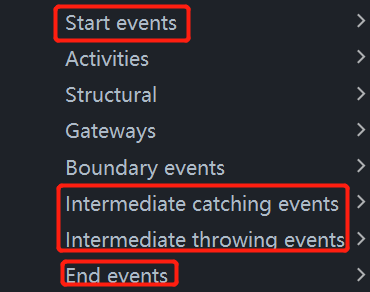 Start events
Activities
Structural
Gateways
Boundary events
Intermediate catching events
Intermediate throwing events
End events